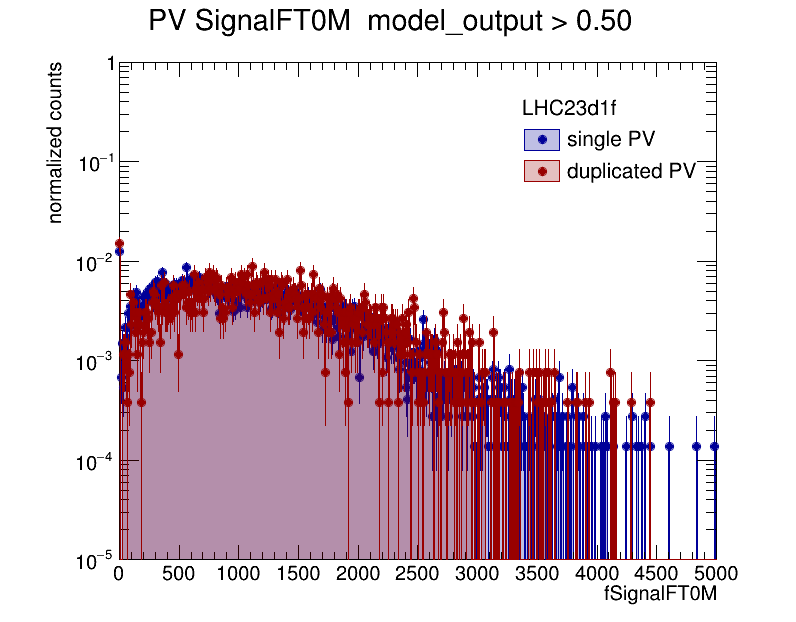 PV SignalFT0M model_output > 0.50
normalized counts
1
10⁻¹
10⁻²
10⁻³
10⁻⁴
10⁻⁵
LHC23d1f
single PV
duplicated PV
0 500 1000 1500 2000 2500 3000 3500 4000 4500 5000
fSignalFT0M